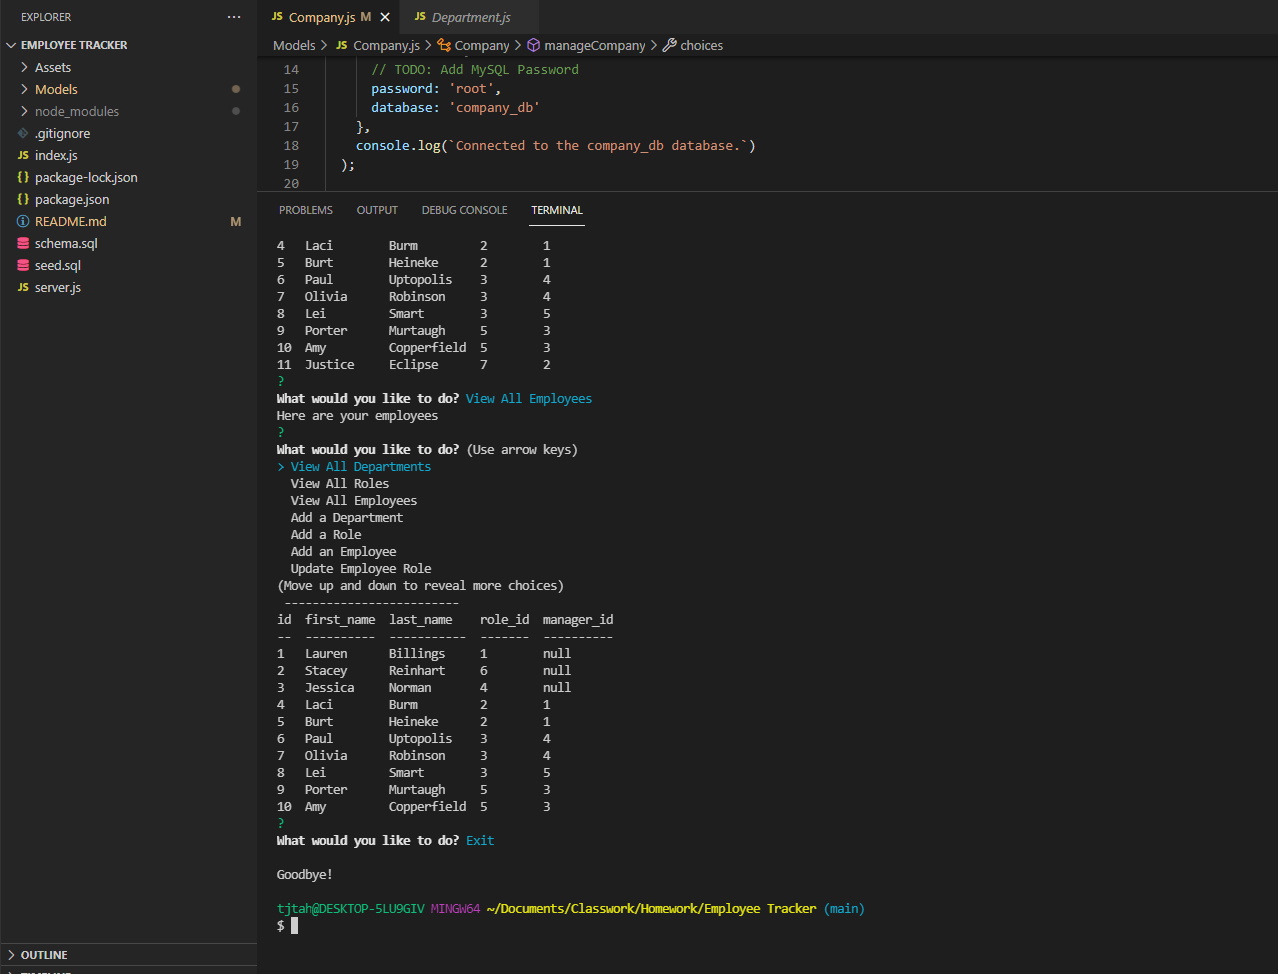 EXPLORER
EMPLOYEE TRACKER
Assets
Models
node_modules
.gitignore
JS index.js
{} package-lock.json
{} package.json
README.md M
schema.sql
seed.sql
JS server.js
OUTLINE
JS Company.js M
JS Department.js
Models > JS Company.js > Company > manageCompany > choices
14 // TODO: Add MySQL Password
15 password: 'root',
16 database: 'company_db'
17 },
18 console.log(`Connected to the company_db database.`)
19 );
20
PROBLEMS OUTPUT DEBUG CONSOLE TERMINAL
4 Laci Burm 2 1
5 Burt Heineke 2 1
6 Paul Uptopolis 3 4
7 Olivia Robinson 3 4
8 Lei Smart 3 5
9 Porter Murtaugh 5 3
10 Amy Copperfield 5 3
11 Justice Eclipse 7 2
?
What would you like to do? View All Employees
Here are your employees
?
What would you like to do? (Use arrow keys)
> View All Departments
View All Roles
View All Employees
Add a Department
Add a Role
Add an Employee
Update Employee Role
(Move up and down to reveal more choices)
-------------------------
id first_name last_name role_id manager_id
-- ---------- ----------- ------- ----------
1 Lauren Billings 1 null
2 Stacey Reinhart 6 null
3 Jessica Norman 4 null
4 Laci Burm 2 1
5 Burt Heineke 2 1
6 Paul Uptopolis 3 4
7 Olivia Robinson 3 4
8 Lei Smart 3 5
9 Porter Murtaugh 5 3
10 Amy Copperfield 5 3
?
What would you like to do? Exit
Goodbye!
tjtah@DESKTOP-5LU9GIV MINGW64 ~/Documents/Classwork/Homework/Employee Tracker (main)
$